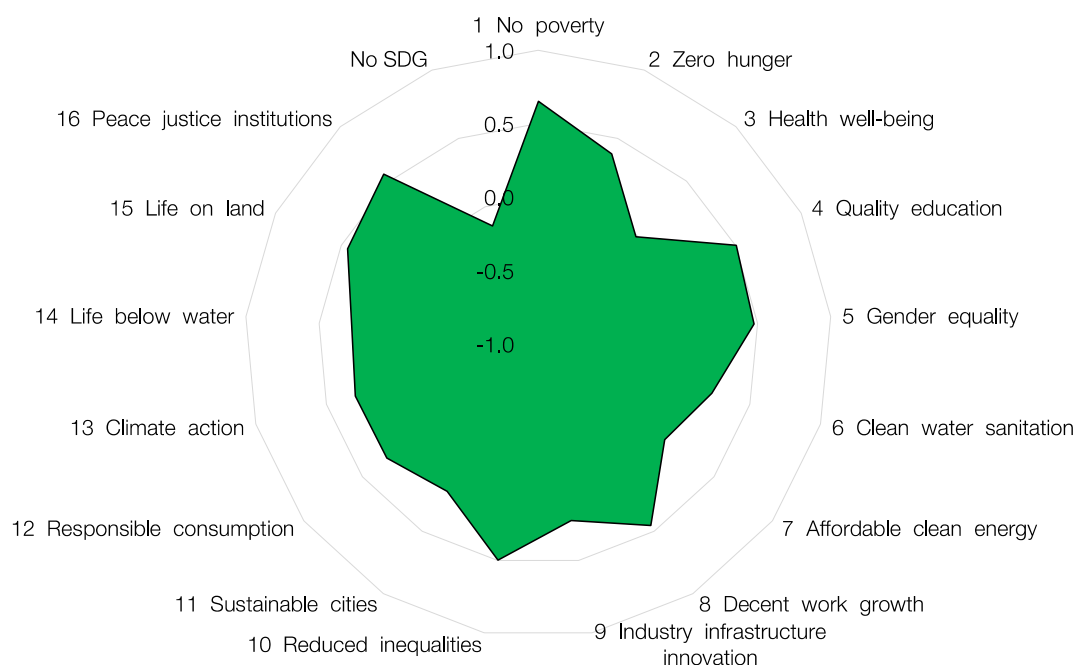 1 No poverty
1.0
No SDG
2 Zero hunger
16 Peace justice institutions
0.5
3 Health well-being
15 Life on land
0.0
4 Quality education
-0.5
14 Life below water
5 Gender equality
-1.0
13 Climate action
6 Clean water sanitation
12 Responsible consumption
7 Affordable clean energy
11 Sustainable cities
8 Decent work growth
10 Reduced inequalities
9 Industry infrastructure
innovation